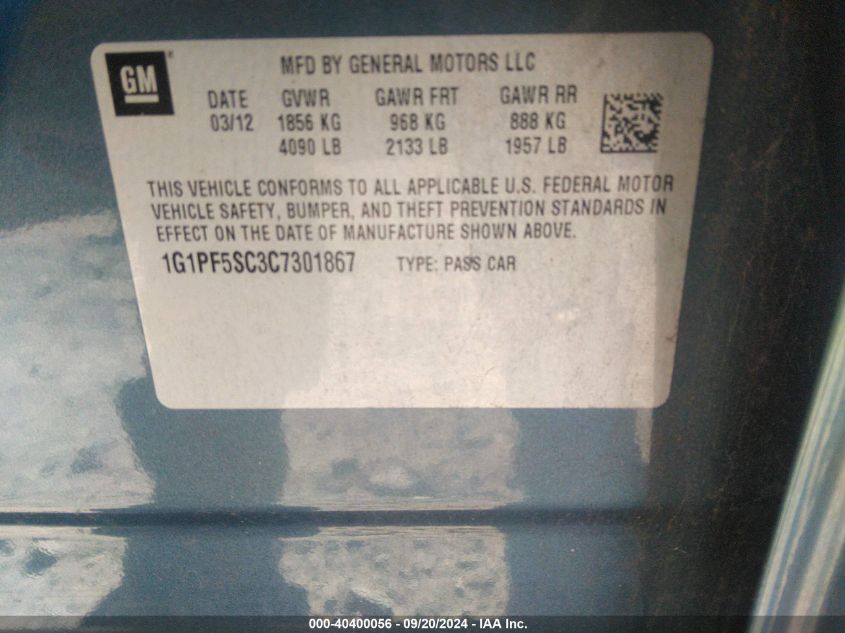 GM
MFD BY GENERAL MOTORS LLC
DATE GVWR GAWR FRT GAWR RR
03/12 1856 KG 968 KG 888 KG
4090 LB 2133 LB 1957 LB
THIS VEHICLE CONFORMS TO ALL APPLICABLE U.S. FEDERAL MOTOR
VEHICLE SAFETY, BUMPER, AND THEFT PREVENTION STANDARDS IN
EFFECT ON THE DATE OF MANUFACTURE SHOWN ABOVE.
1G1PF5SC3C7301867 TYPE: PASS CAR
000-40400056 - 09/20/2024 - IAA Inc.